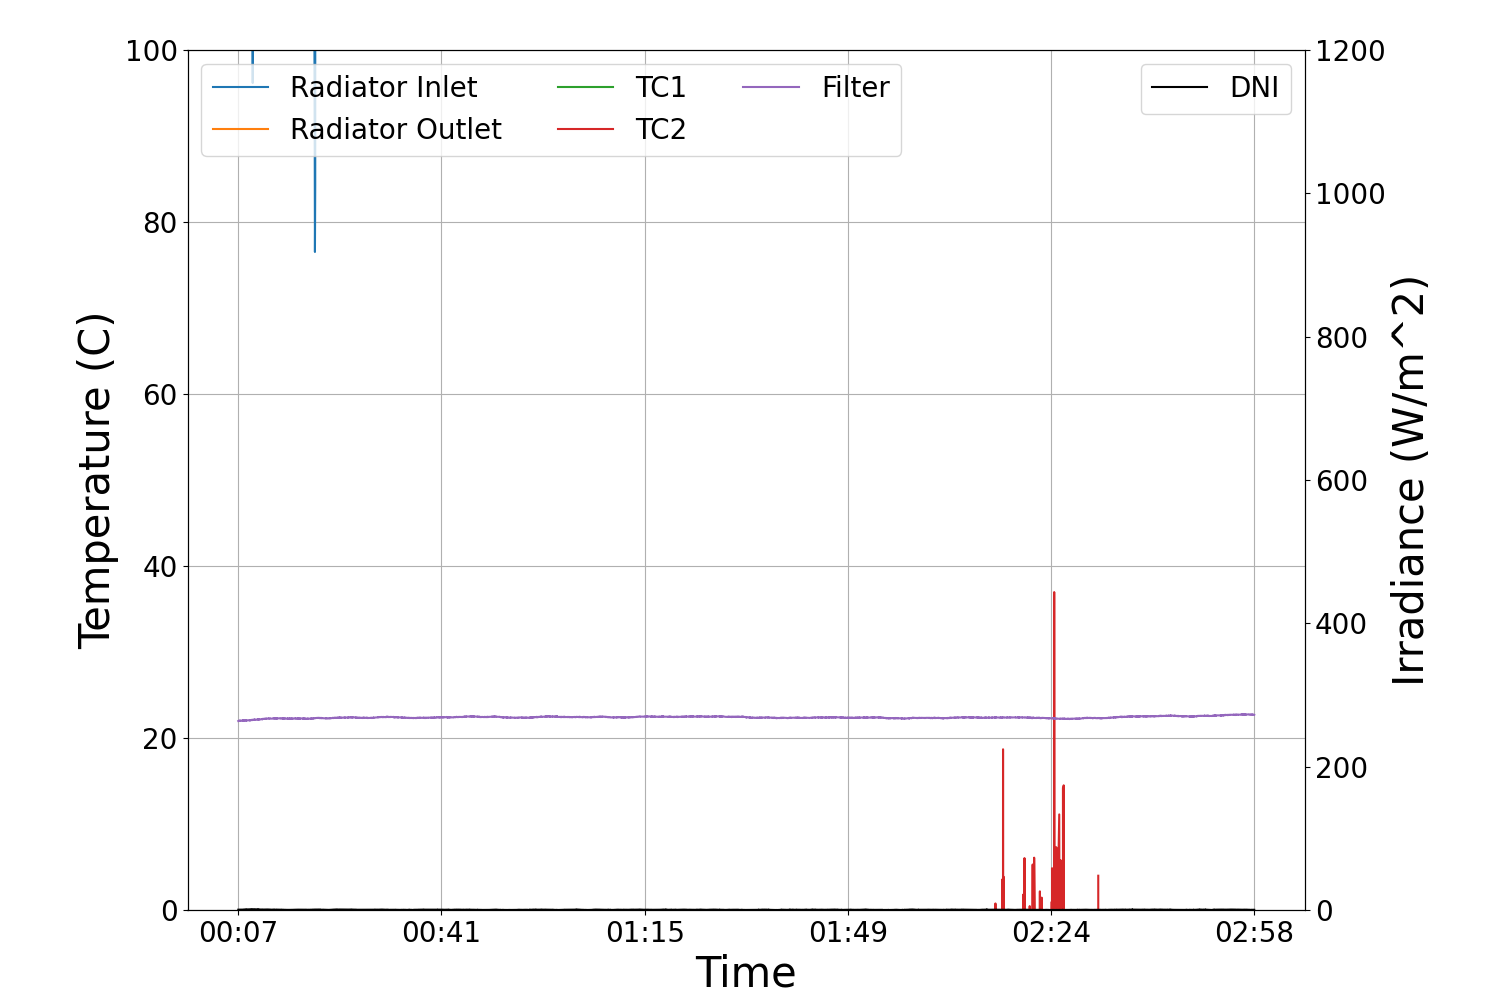 Radiator Inlet
Radiator Outlet
TC1
TC2
Filter
DNI
100
80
60
40
20
0
Temperature (C)
1200
1000
800
600
400
200
0
Irradiance (W/m^2)
00:07 00:41 01:15 01:49 02:24 02:58
Time